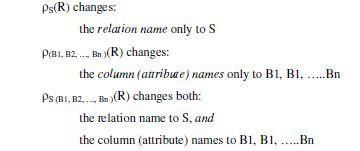 ρS(R) changes:
the relation name only to S
ρ(B1, B2, ..., Bn )(R) changes:
the column (attribute) names only to B1, B1, …..Bn
ρS (B1, B2, ..., Bn )(R) changes both:
the relation name to S, and
the column (attribute) names to B1, B1, …..Bn